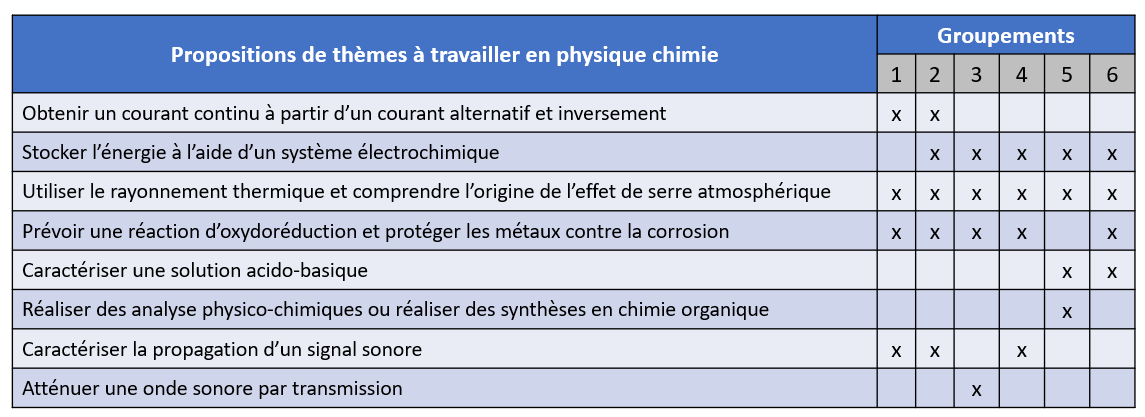 Propositions de thèmes à travailler en physique chimie
Groupements
1 2 3 4 5 6
Obtenir un courant continu à partir d’un courant alternatif et inversement x x
Stocker l’énergie à l’aide d’un système électrochimique x x x x x
Utiliser le rayonnement thermique et comprendre l’origine de l’effet de serre atmosphérique x x x x x x
Prévoir une réaction d’oxydoréduction et protéger les métaux contre la corrosion x x x x x
Caractériser une solution acido-basique x x
Réaliser des analyse physico-chimiques ou réaliser des synthèses en chimie organique x
Caractériser la propagation d’un signal sonore x x x
Atténuer une onde sonore par transmission x